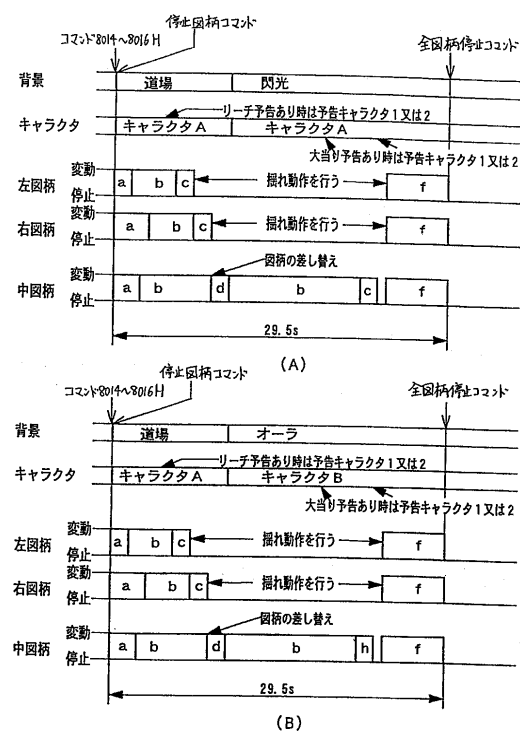 停止図柄コマンド
コマンド8014~8016H
全図柄停止コマンド
背景
道場
閃光
リーチ予告あり時は予告キャラクタ1又は2
キャラクタ
キャラクタA
キャラクタA
大当り予告あり時は予告キャラクタ1又は2
左図柄
変動
停止
a
b
c
揺れ動作を行う
f
右図柄
変動
停止
a
b
c
揺れ動作を行う
f
図柄の差し替え
中図柄
変動
停止
a
b
d
b
c
f
29.5s
(A)
停止図柄コマンド
コマンド8014~8016H
全図柄停止コマンド
背景
道場
オーラ
リーチ予告あり時は予告キャラクタ1又は2
キャラクタ
キャラクタA
キャラクタB
大当り予告あり時は予告キャラクタ1又は2
左図柄
変動
停止
a
b
c
揺れ動作を行う
f
右図柄
変動
停止
a
b
c
揺れ動作を行う
f
図柄の差し替え
中図柄
変動
停止
a
b
d
b
h
f
29.5s
(B)